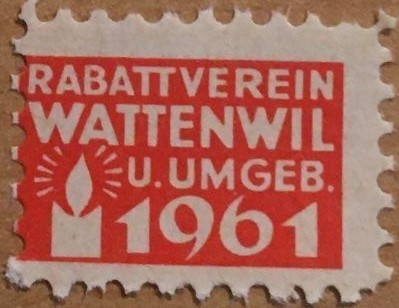 RABATTVEREIN
WATTENWIL
U. UMGEB.
1961